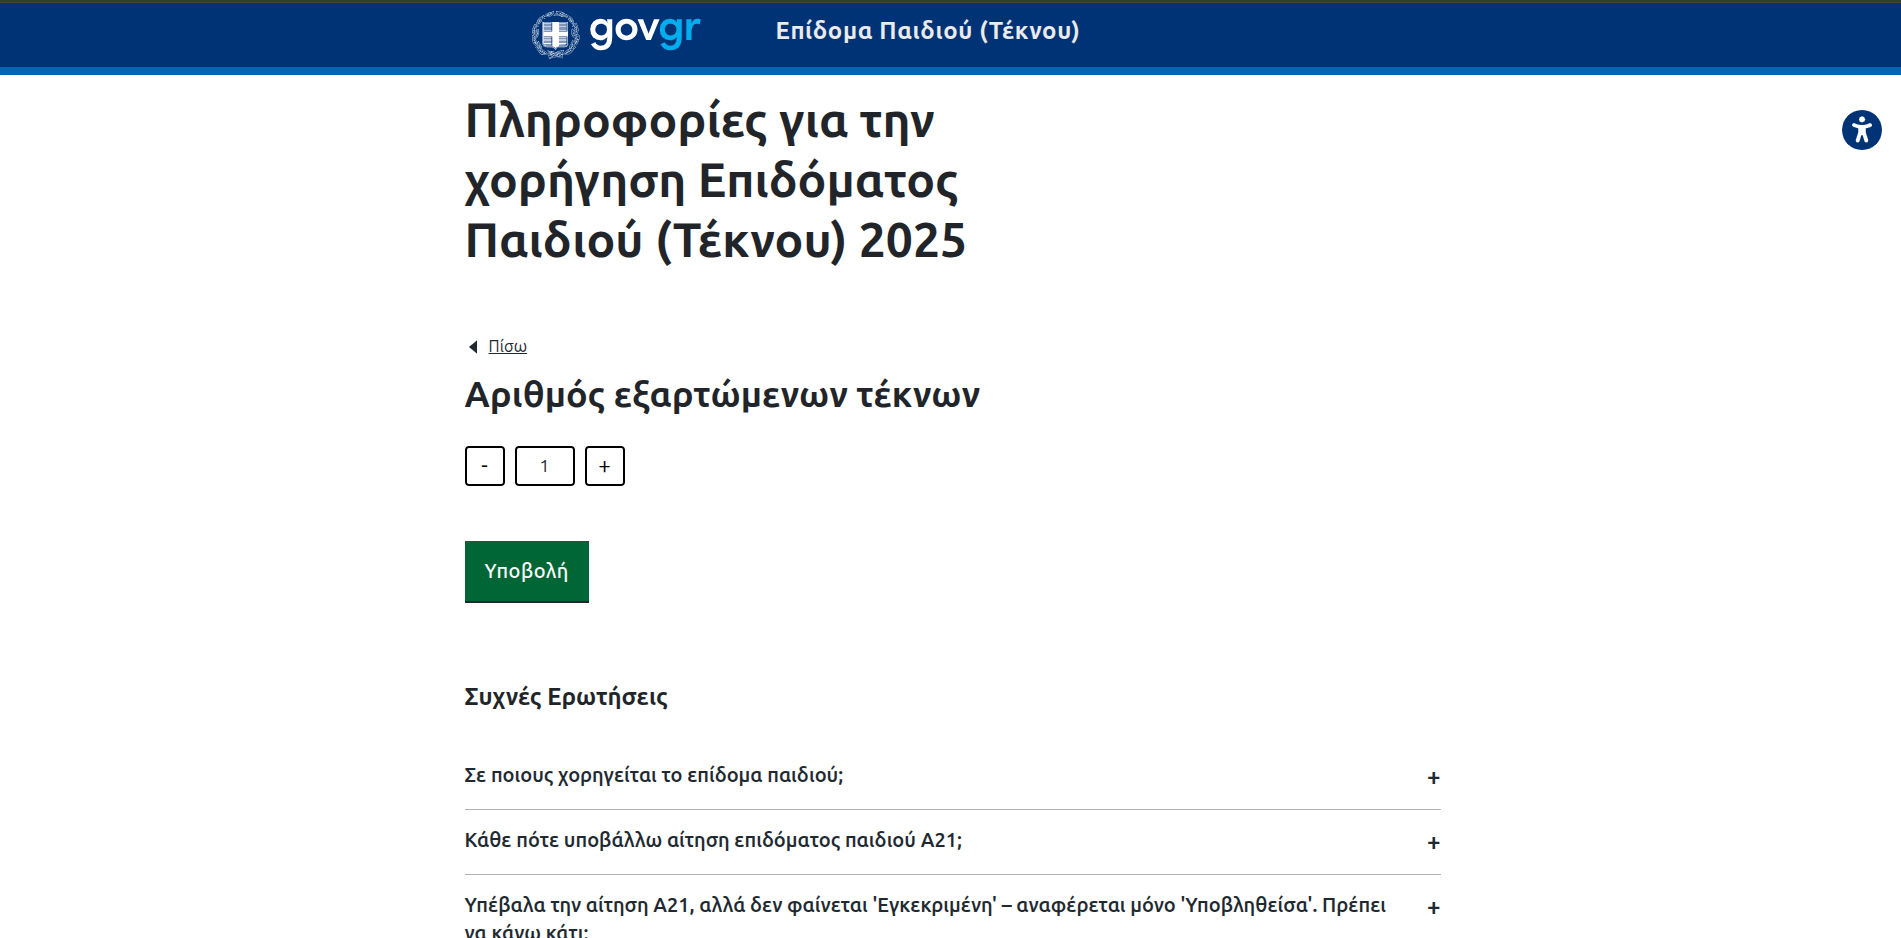 govgr
Επίδομα Παιδιού (Τέκνου)
Πληροφορίες για την
χορήγηση Επιδόματος
Παιδιού (Τέκνου) 2025
Πίσω
Αριθμός εξαρτώμενων τέκνων
- 1 +
Υποβολή
Συχνές Ερωτήσεις
Σε ποιους χορηγείται το επίδομα παιδιού; +
Κάθε πότε υποβάλλω αίτηση επιδόματος παιδιού Α21; +
Υπέβαλα την αίτηση Α21, αλλά δεν φαίνεται 'Εγκεκριμένη' – αναφέρεται μόνο 'Υποβληθείσα'. Πρέπει +
να κάνω κάτι;